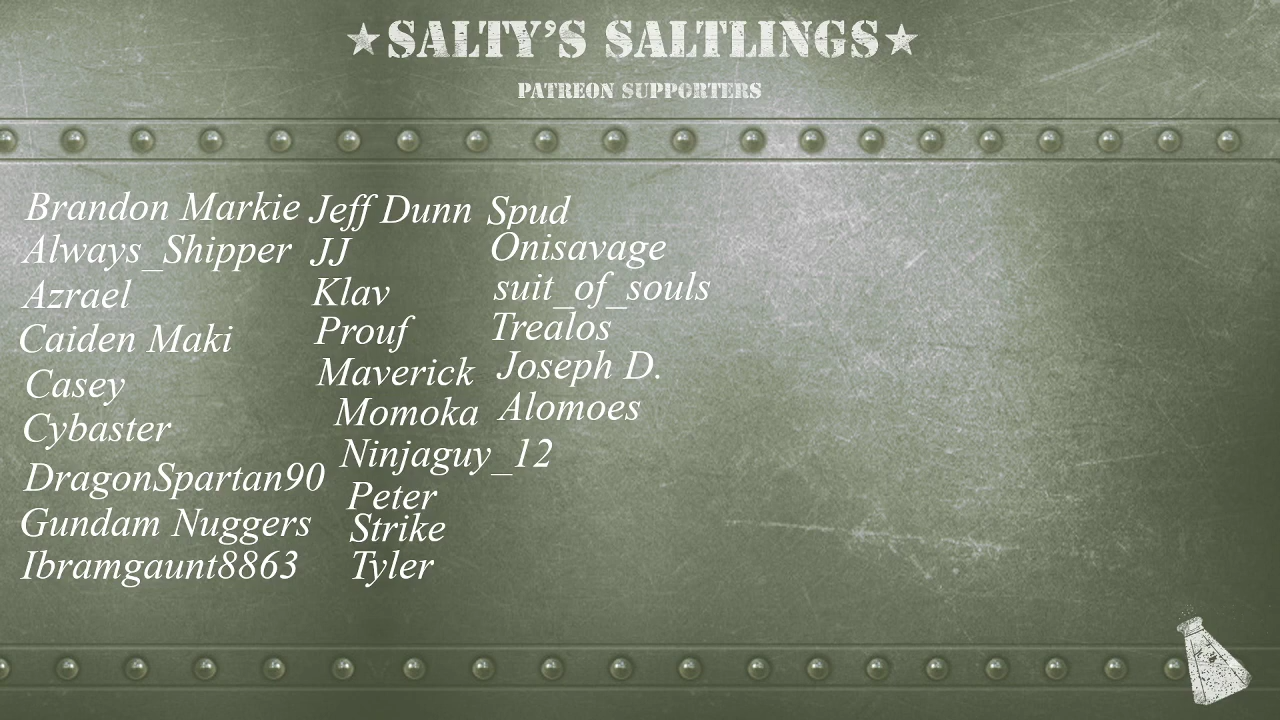 ★SALTY'S SALTLINGS★
PATREON SUPPORTERS
Brandon Markie
Always_Shipper
Azrael
Caiden Maki
Casey
Cybaster
DragonSpartan90
Gundam Nuggers
Ibramgaunt8863
Jeff Dunn
JJ
Klav
Prouf
Maverick
Momoka
Ninjaguy_12
Peter
Strike
Tyler
Spud
Onisavage
suit_of_souls
Trealos
Joseph D.
Alomoes